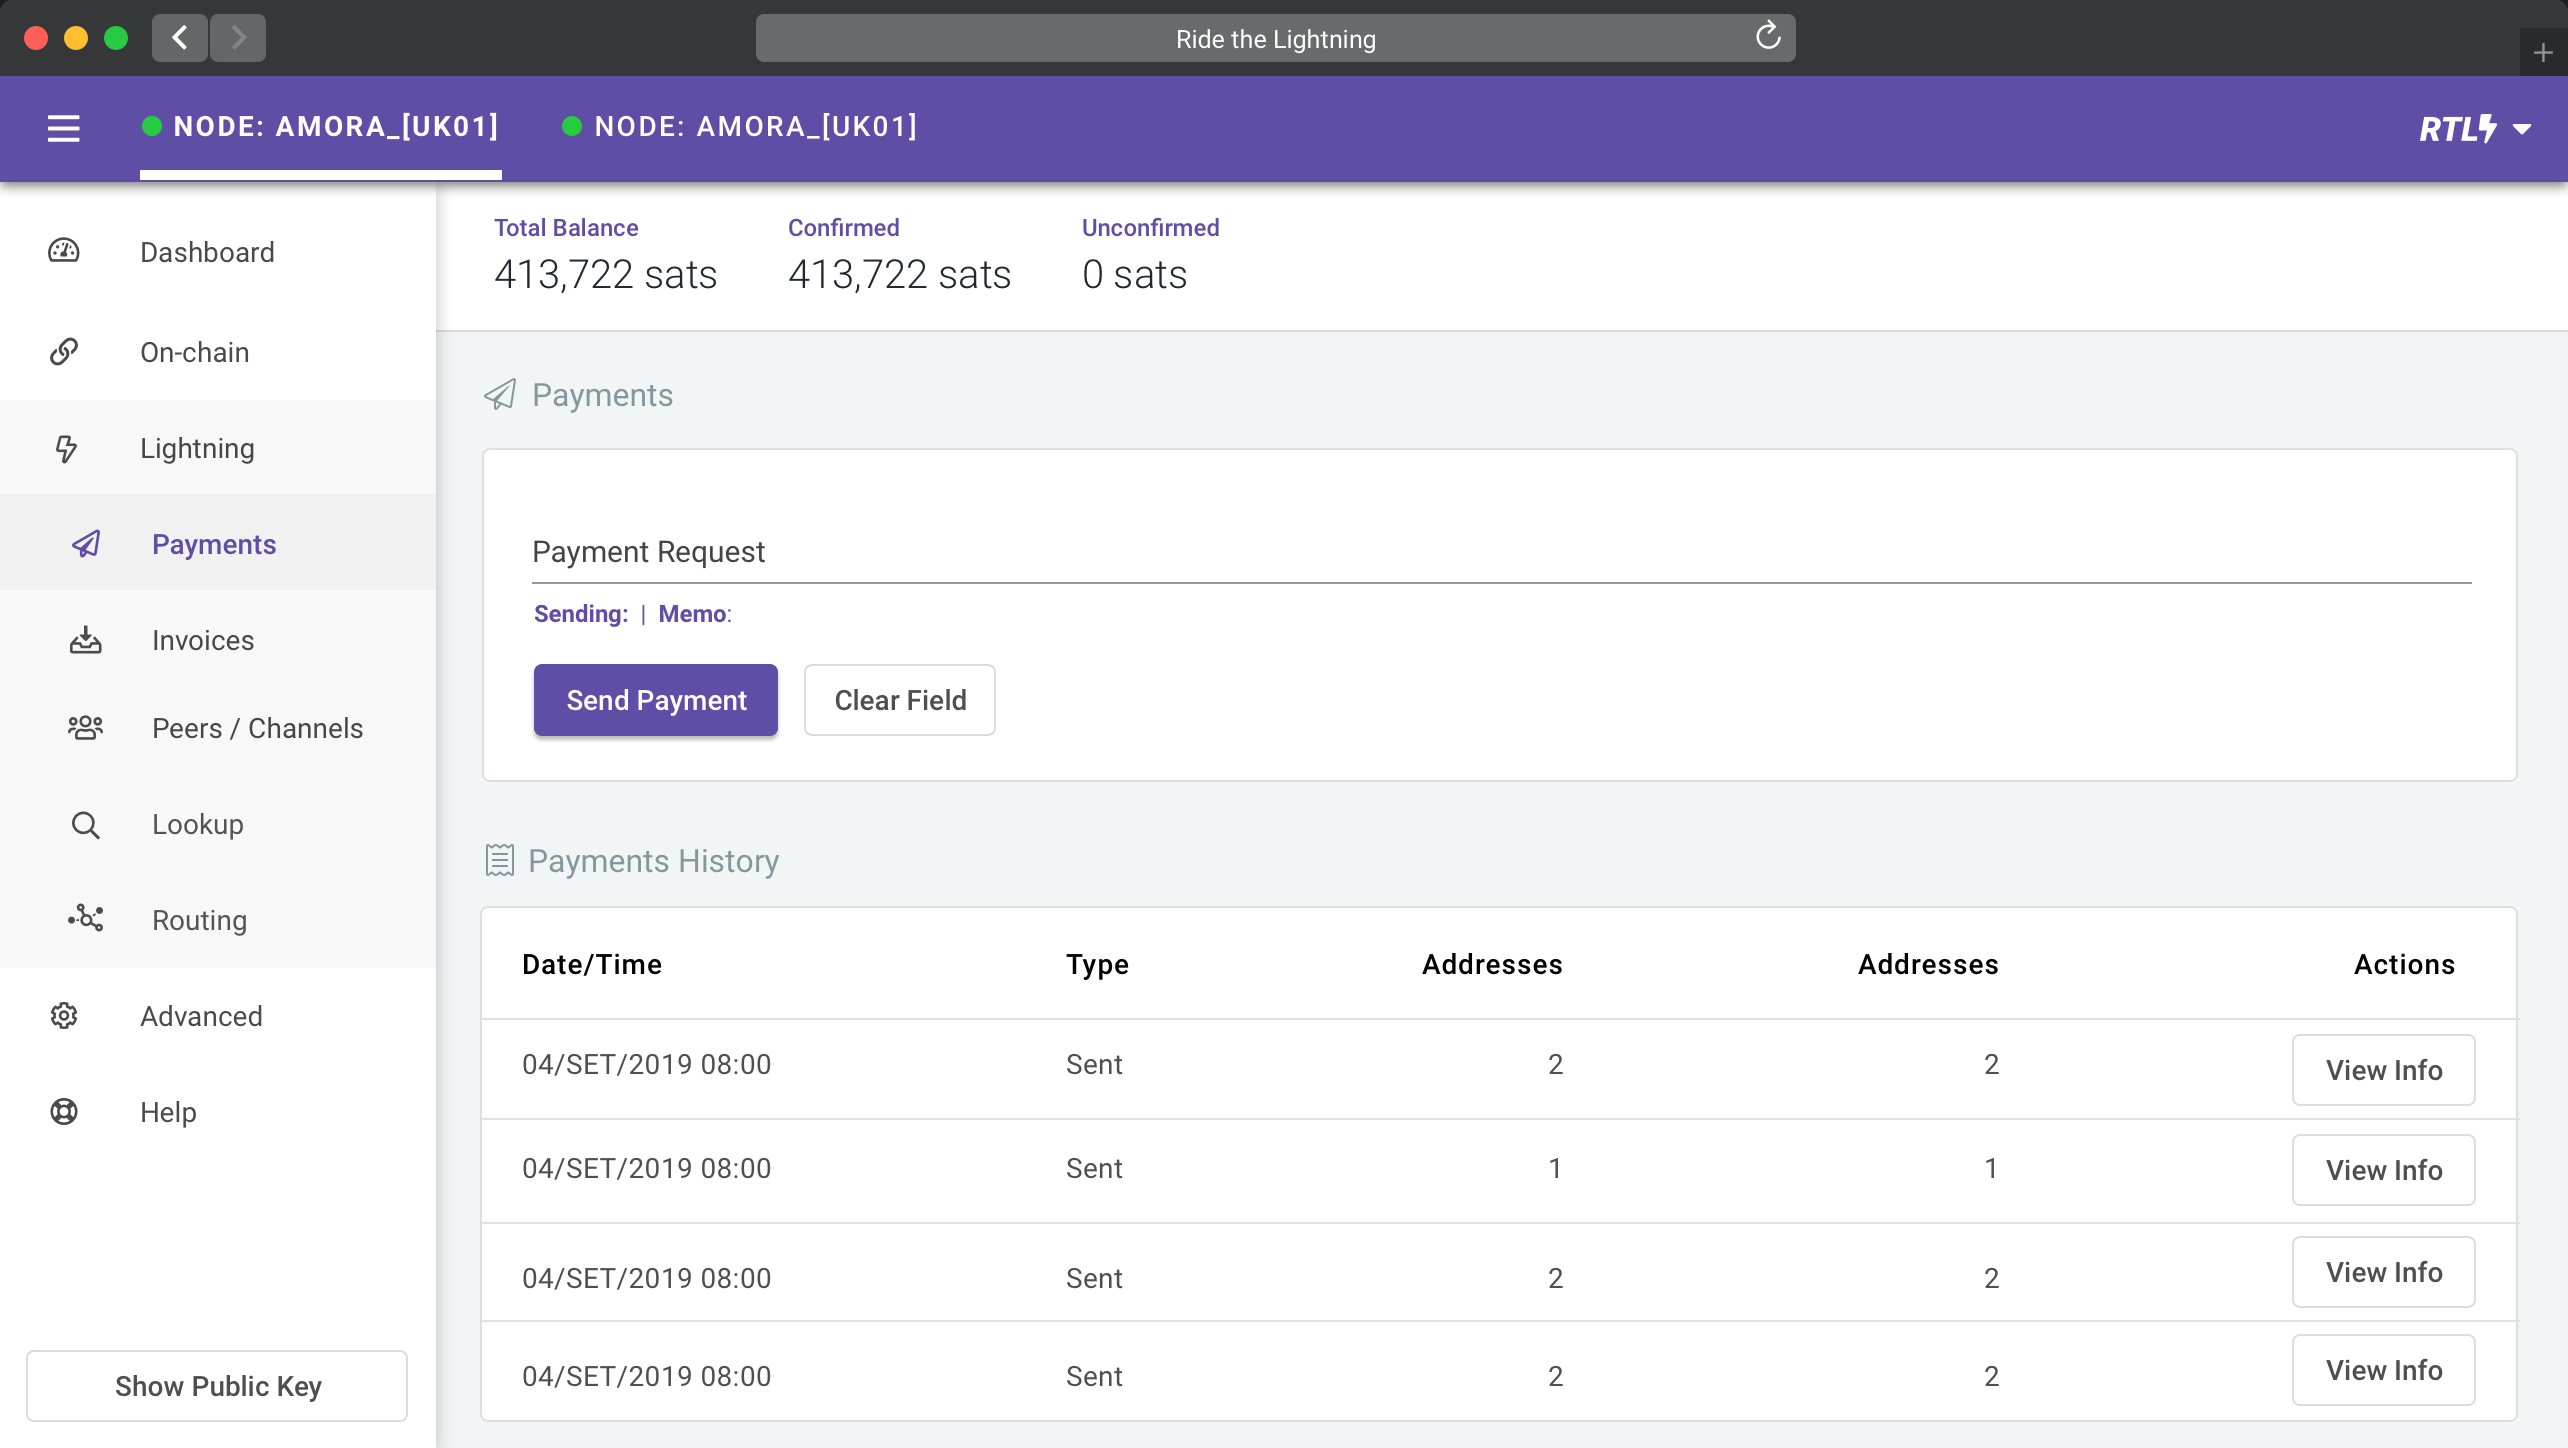 Ride the Lightning
NODE: AMORA_[UK01]
NODE: AMORA_[UK01]
RTL
Dashboard
On-chain
Lightning
Payments
Invoices
Peers / Channels
Lookup
Routing
Advanced
Help
Show Public Key
Total Balance Confirmed Unconfirmed
413,722 sats 413,722 sats 0 sats
Payments
Payment Request
Sending: | Memo:
Send Payment Clear Field
Payments History
Date/Time Type Addresses Addresses Actions
04/SET/2019 08:00 Sent 2 2 View Info
04/SET/2019 08:00 Sent 1 1 View Info
04/SET/2019 08:00 Sent 2 2 View Info
04/SET/2019 08:00 Sent 2 2 View Info